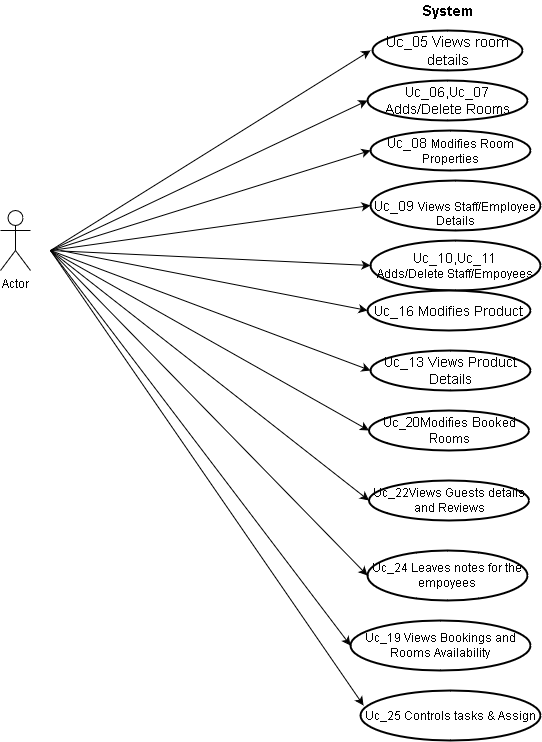 System
Uc_05 Views room
details
Uc_06,Uc_07
Adds/Delete Rooms
Uc_08 Modifies Room
Properties
Uc_09 Views Staff/Employee
Details
Actor
Uc_10,Uc_11
Adds/Delete Staff/Empoyees
Uc_16 Modifies Product
Uc_13 Views Product
Details
Uc_20Modifies Booked
Rooms
Uc_22Views Guests details
and Reviews
Uc_24 Leaves notes for the
empoyees
Uc_19 Views Bookings and
Rooms Availability
Uc_25 Controls tasks & Assign